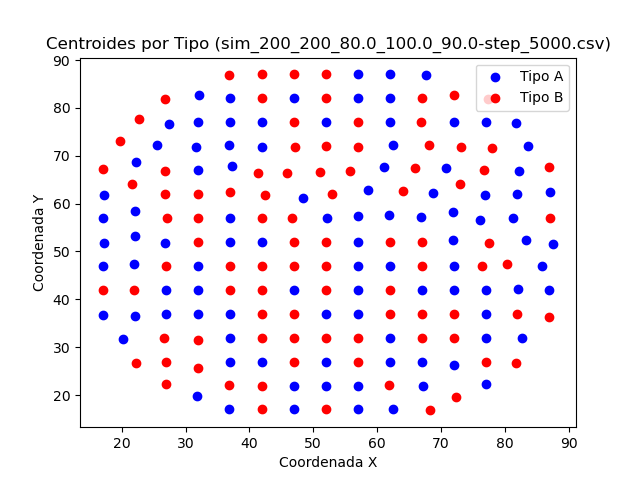 Centroides por Tipo (sim_200_200_80.0_100.0_90.0-step_5000.csv)
Tipo A
Tipo B
Coordenada Y
90
80
70
60
50
40
30
20
20 30 40 50 60 70 80 90
Coordenada X